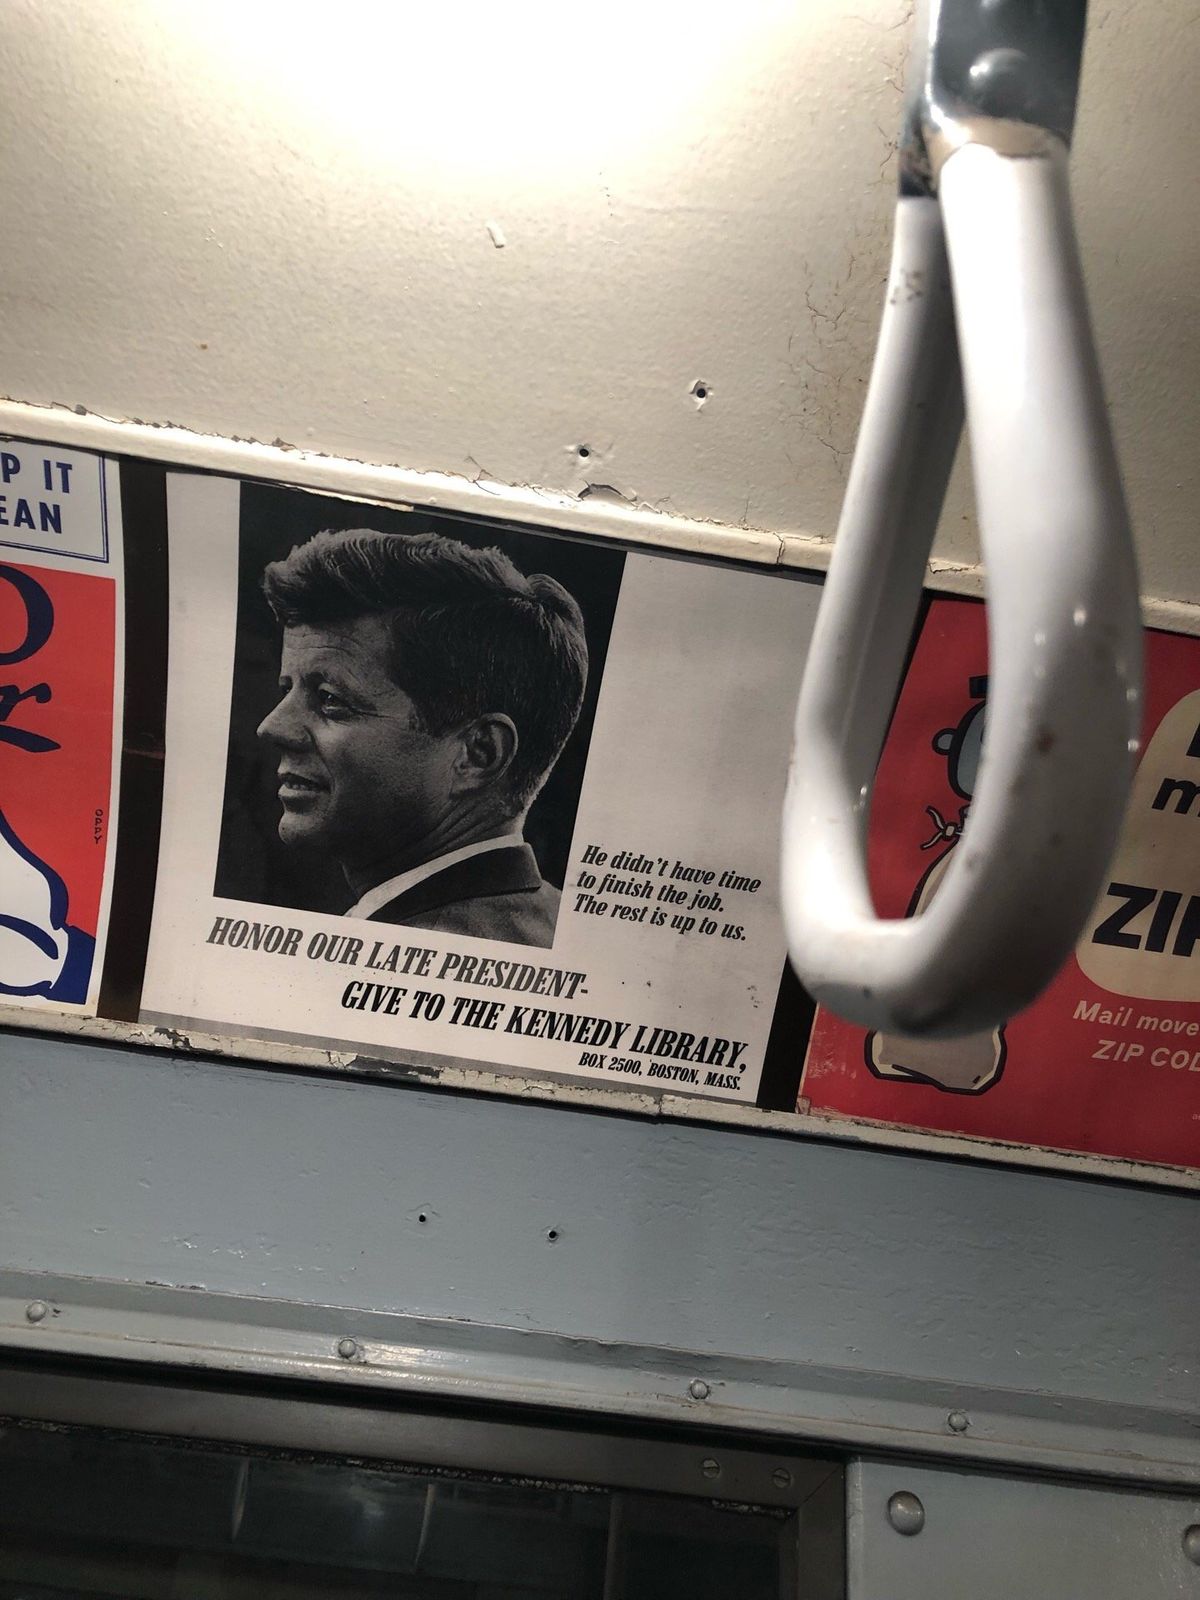 P IT
EAN
O
r
OPPY
He didn't have time
to finish the job.
The rest is up to us.
HONOR OUR LATE PRESIDENT-
GIVE TO THE KENNEDY LIBRARY,
BOX 2500, BOSTON, MASS.
m
ZIP
Mail move
ZIP COD